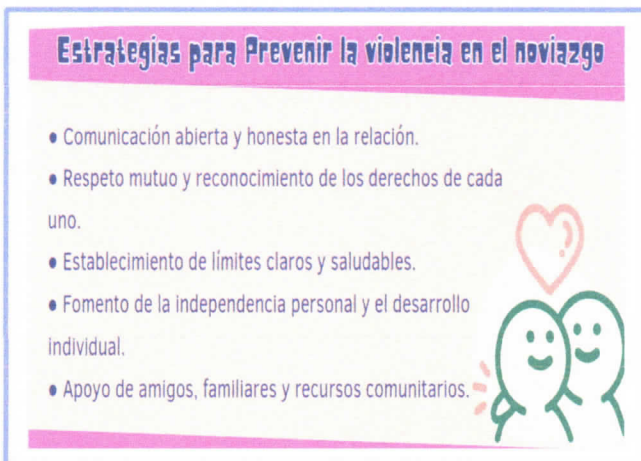 Estrategias para Prevenir la violencia en el noviazgo
● Comunicación abierta y honesta en la relación.
● Respeto mutuo y reconocimiento de los derechos de cada
uno.
● Establecimiento de límites claros y saludables.
● Fomento de la independencia personal y el desarrollo
individual.
● Apoyo de amigos, familiares y recursos comunitarios.